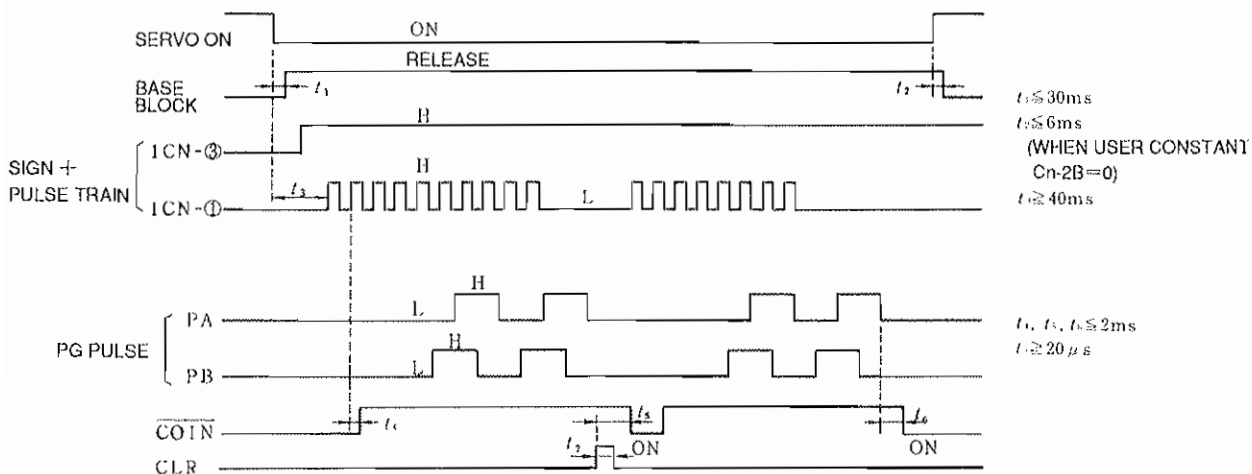 SERVO ON
ON
RELEASE
BASE
BLOCK
t₁
t₂
t₁≦30ms
t₂≦6ms
(WHEN USER CONSTANT
Cn-2B=0)
t₃≧40ms
SIGN +
PULSE TRAIN
1CN-③
H
1CN-①
t₃
H
L
PG PULSE
PA
L
H
PB
L
H
t₄, t₅, t₆≦2ms
≧20μs
COIN
t₄
t₅
ON
t₆
ON
CLR
t₂